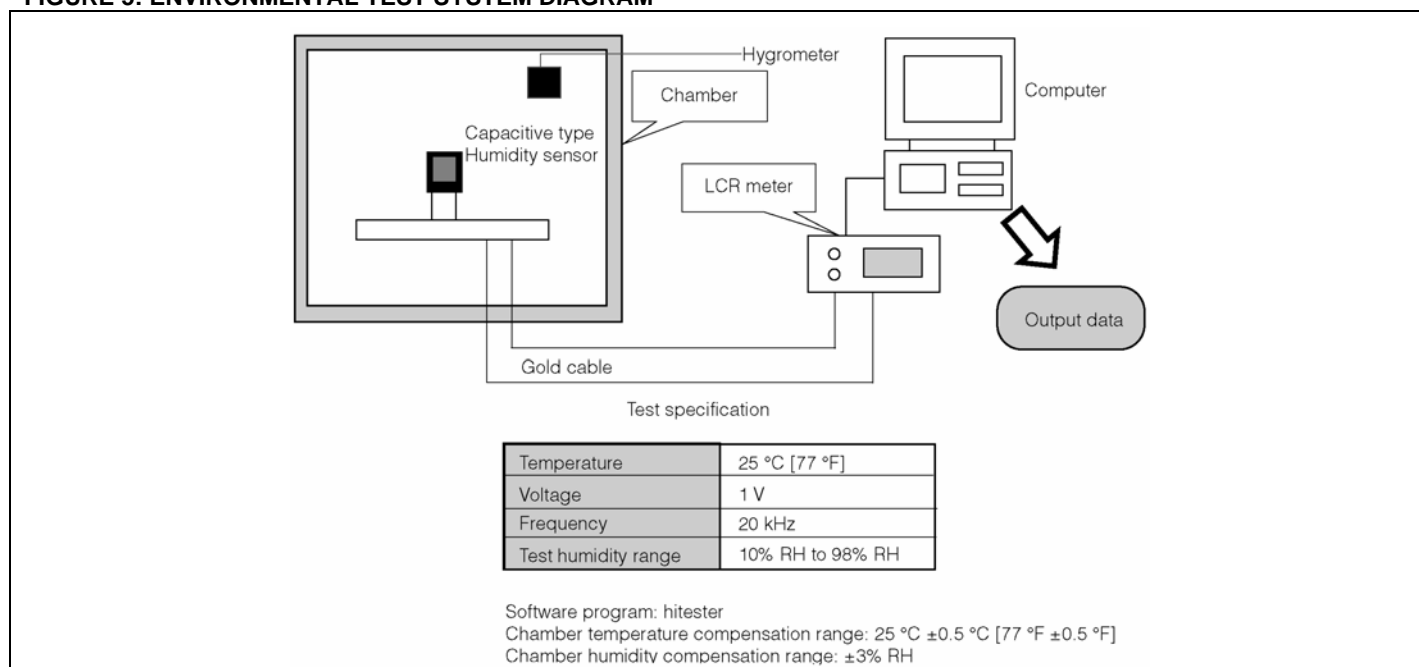 FIGURE 5. ENVIRONMENTAL TEST SYSTEM DIAGRAM
Hygrometer
Chamber
Computer
Capacitive type
Humidity sensor
LCR meter
Output data
Gold cable
Test specification
Temperature 25 °C [77 °F]
Voltage 1 V
Frequency 20 kHz
Test humidity range 10% RH to 98% RH
Software program: hitester
Chamber temperature compensation range: 25 °C ±0.5 °C [77 °F ±0.5 °F]
Chamber humidity compensation range: ±3% RH